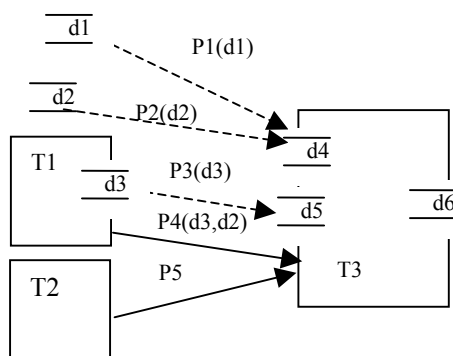 d1
P1(d1)
d2
P2(d2)
d4
T1
d3
P3(d3)
d5
d6
P4(d3,d2)
P5
T3
T2